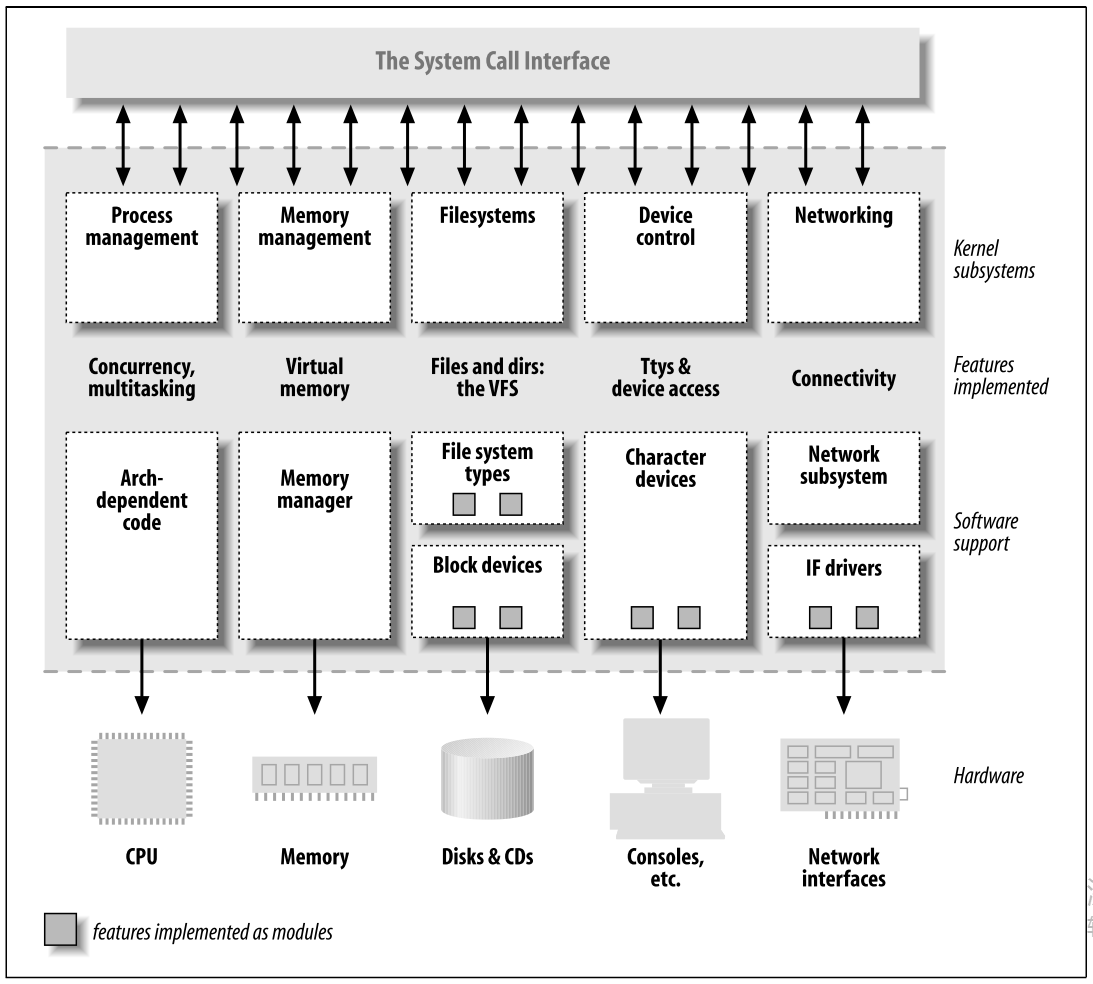 The System Call Interface
Process
management
Memory
management
Filesystems
Device
control
Networking
Kernel
subsystems
Concurrency,
multitasking
Virtual
memory
Files and dirs:
the VFS
Ttys &
device access
Connectivity
Features
implemented
Arch-
dependent
code
Memory
manager
File system
types
Block devices
Character
devices
Network
subsystem
IF drivers
Software
support
Hardware
CPU
Memory
Disks & CDs
Consoles,
etc.
Network
interfaces
features implemented as modules